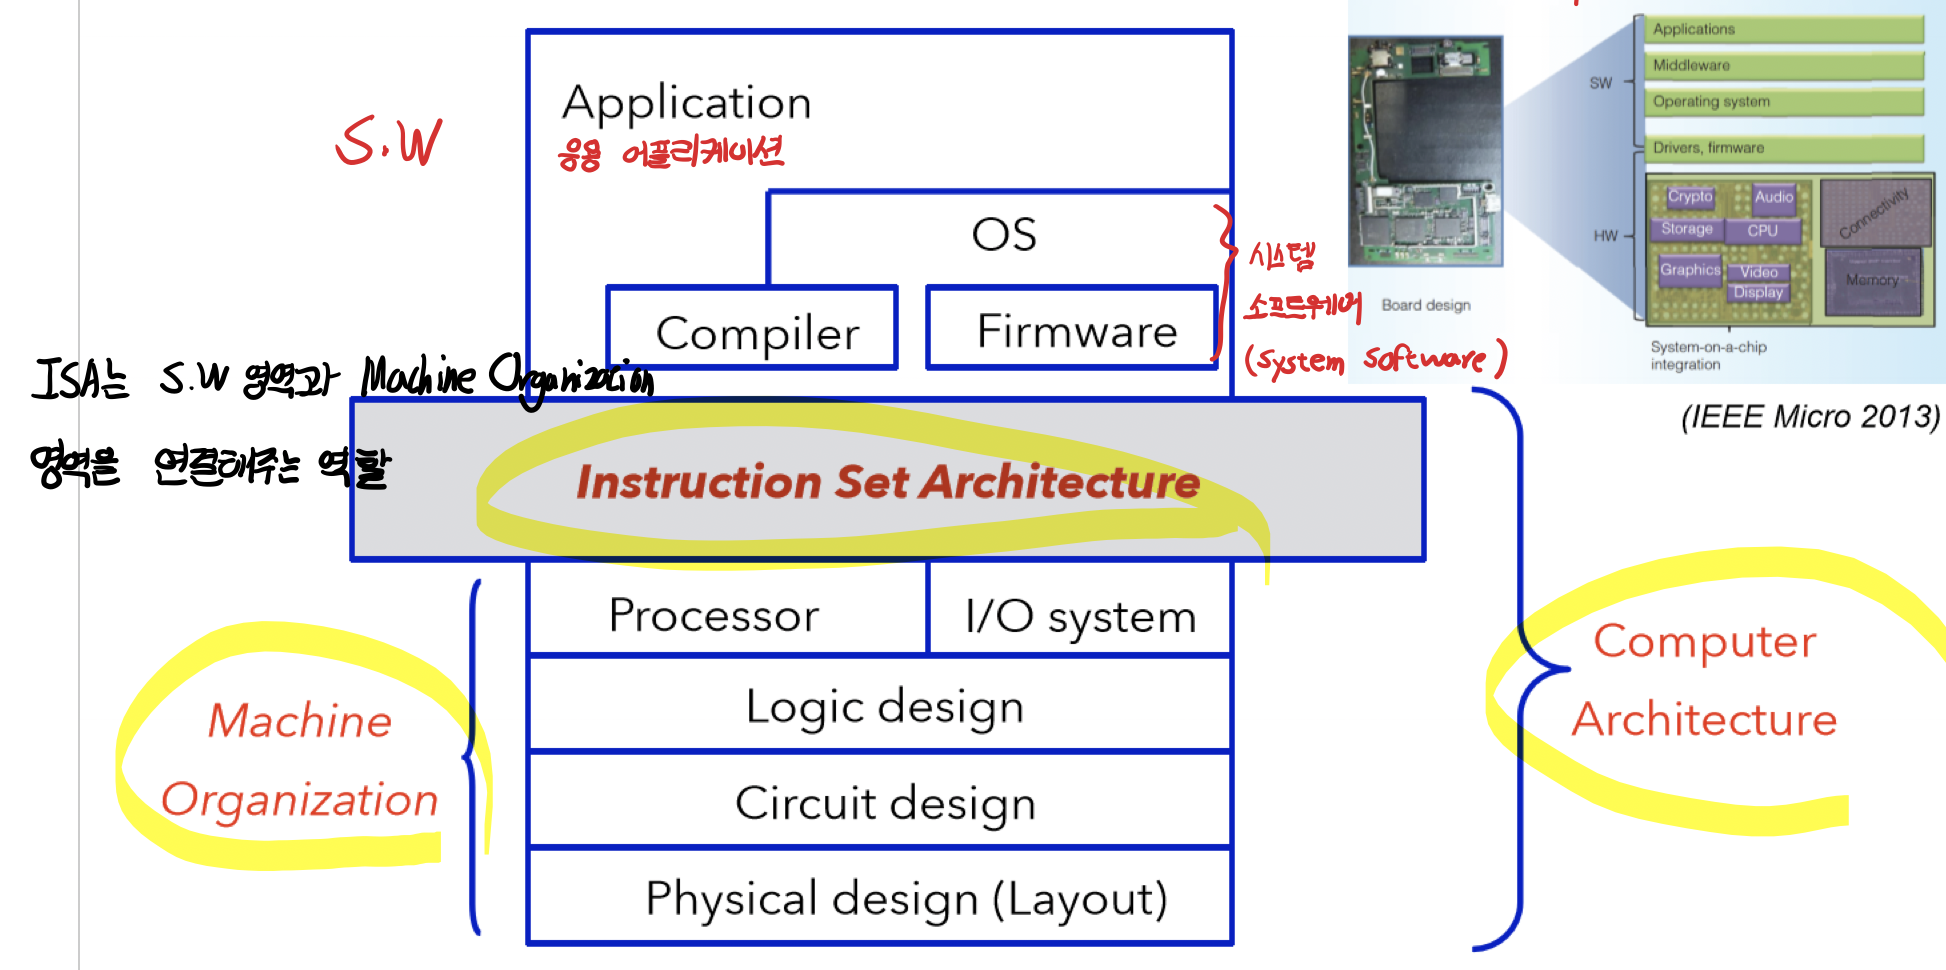 Application
응용 어플리케이션
S.W
OS
Compiler
Firmware
시스템
소프트웨어
(System Software)
ISA는 S.W 영역과 Machine Organization
영역을 연결해주는 역할
Instruction Set Architecture
Processor
I/O system
Logic design
Circuit design
Physical design (Layout)
Machine
Organization
Computer
Architecture
Board design
SW
HW
Applications
Middleware
Operating system
Drivers, firmware
Crypto
Audio
Storage
CPU
Graphics
Video
Display
Connectivity
Memory
System-on-a-chip
integration
(IEEE Micro 2013)